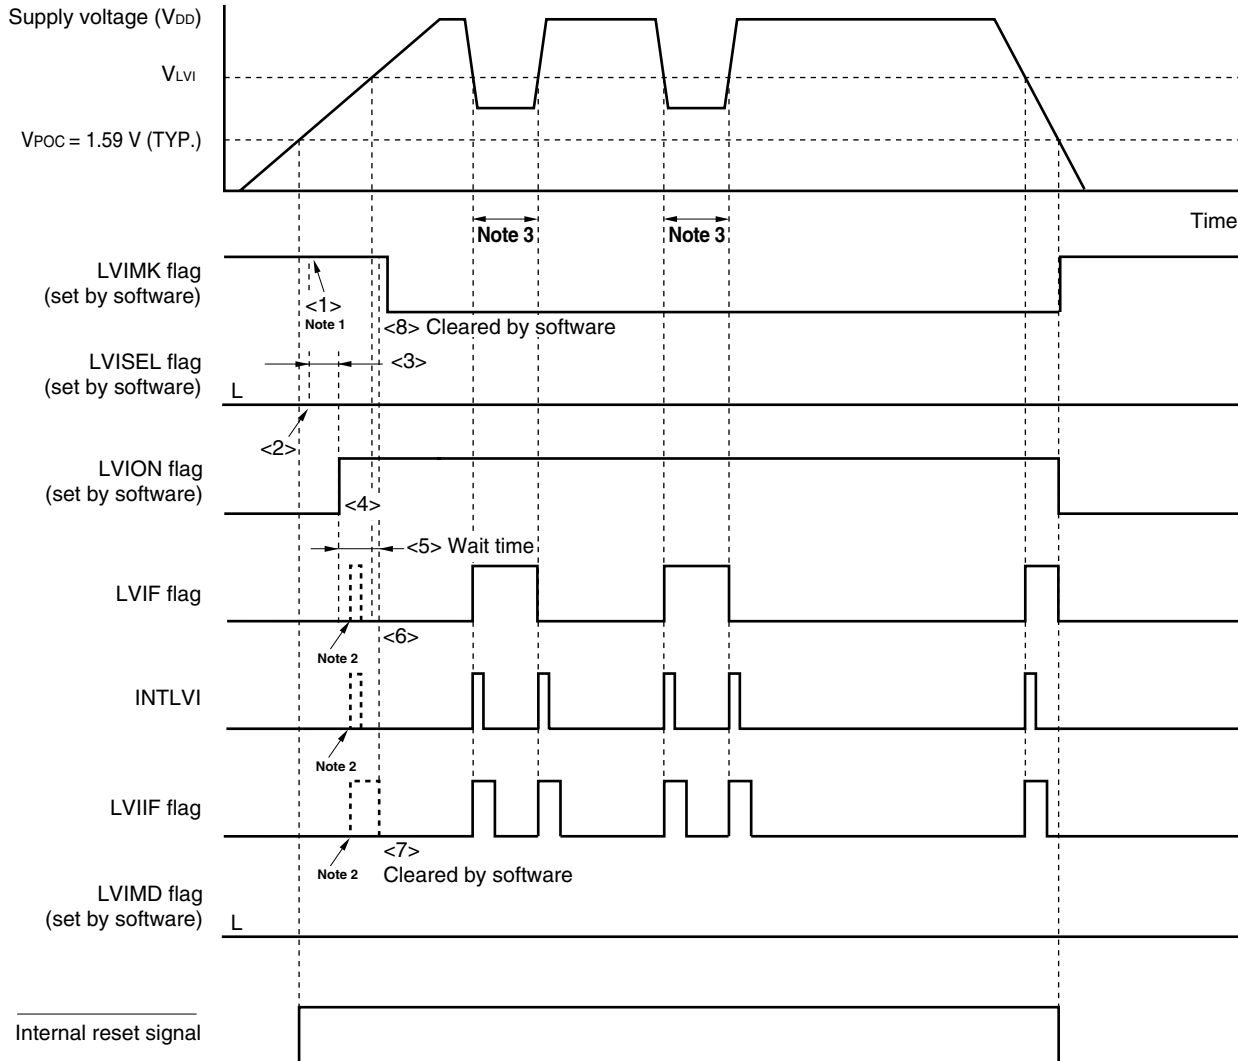 Supply voltage (VDD)
VLVI
VPOC = 1.59 V (TYP.)
Time
Note 3
Note 3
LVIMK flag
(set by software)
<1>
Note 1
<8> Cleared by software
LVISEL flag
(set by software)
L
<3>
<2>
LVION flag
(set by software)
<4>
<5> Wait time
LVIF flag
<6>
Note 2
INTLVI
Note 2
LVIIF flag
Note 2
<7>
Cleared by software
LVIMD flag
(set by software)
L
Internal reset signal